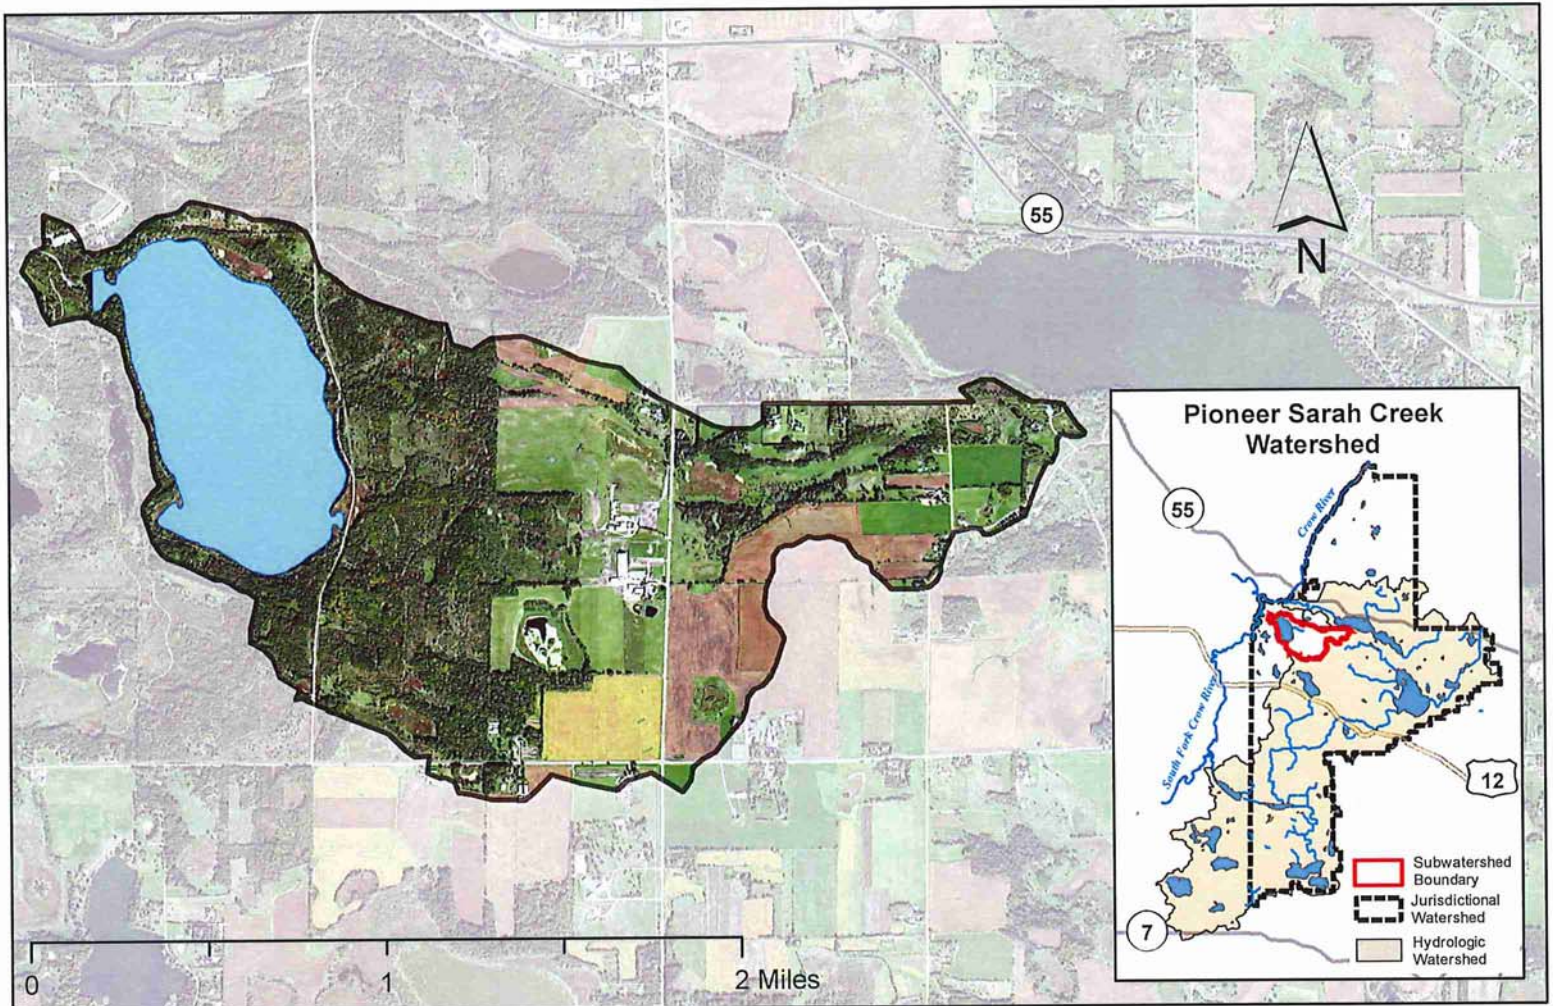 55
N
Pioneer Sarah Creek
Watershed
55
Crow River
South Fork Crow River
12
7
Subwatershed
Boundary
Jurisdictional
Watershed
Hydrologic
Watershed
0
1
2 Miles